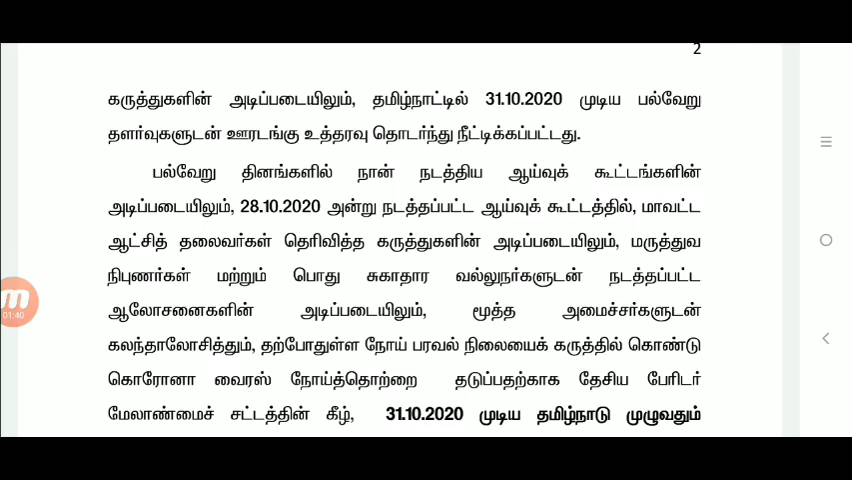 2
கருத்துகளின் அடிப்படையிலும், தமிழ்நாட்டில் 31.10.2020 முடிய பல்வேறு
தளர்வுகளுடன் ஊரடங்கு உத்தரவு தொடர்ந்து நீட்டிக்கப்பட்டது.
பல்வேறு தினங்களில் நான் நடத்திய ஆய்வுக் கூட்டங்களின்
அடிப்படையிலும், 28.10.2020 அன்று நடத்தப்பட்ட ஆய்வுக் கூட்டத்தில், மாவட்ட
ஆட்சித் தலைவர்கள் தெரிவித்த கருத்துகளின் அடிப்படையிலும், மருத்துவ
நிபுணர்கள் மற்றும் பொது சுகாதார வல்லுநர்களுடன் நடத்தப்பட்ட
ஆலோசனைகளின் அடிப்படையிலும், மூத்த அமைச்சர்களுடன்
கலந்தாலோசித்தும், தற்போதுள்ள நோய் பரவல் நிலையைக் கருத்தில் கொண்டு
கொரோனா வைரஸ் நோய்த்தொற்றை தடுப்பதற்காக தேசிய பேரிடர்
மேலாண்மைச் சட்டத்தின் கீழ், 31.10.2020 முடிய தமிழ்நாடு முழுவதும்
01:40